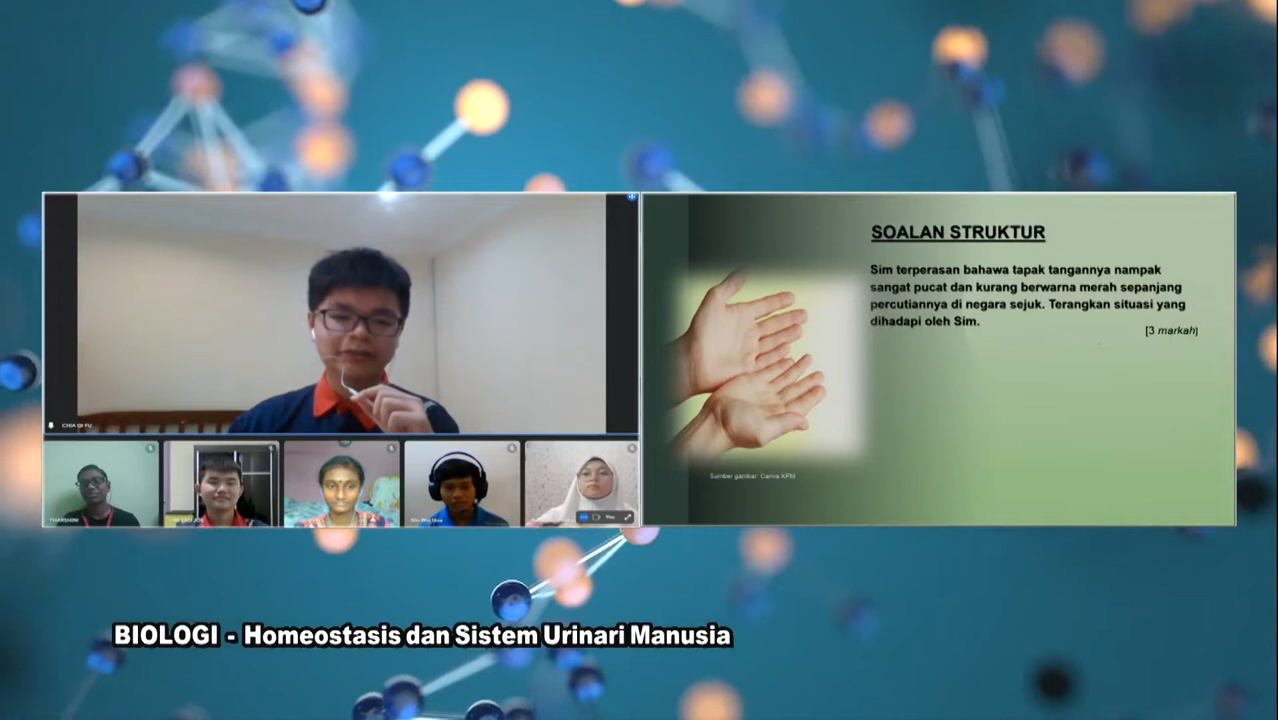 SOALAN STRUKTUR
Sim terperasan bahawa tapak tangannya nampak
sangat pucat dan kurang berwarna merah sepanjang
percutiannya di negara sejuk. Terangkan situasi yang
dihadapi oleh Sim.
[3 markah]
Sumber gambar: Canva KPM
CHIA QI FU
THARSHINI
You
BIOLOGI - Homeostasis dan Sistem Urinari Manusia